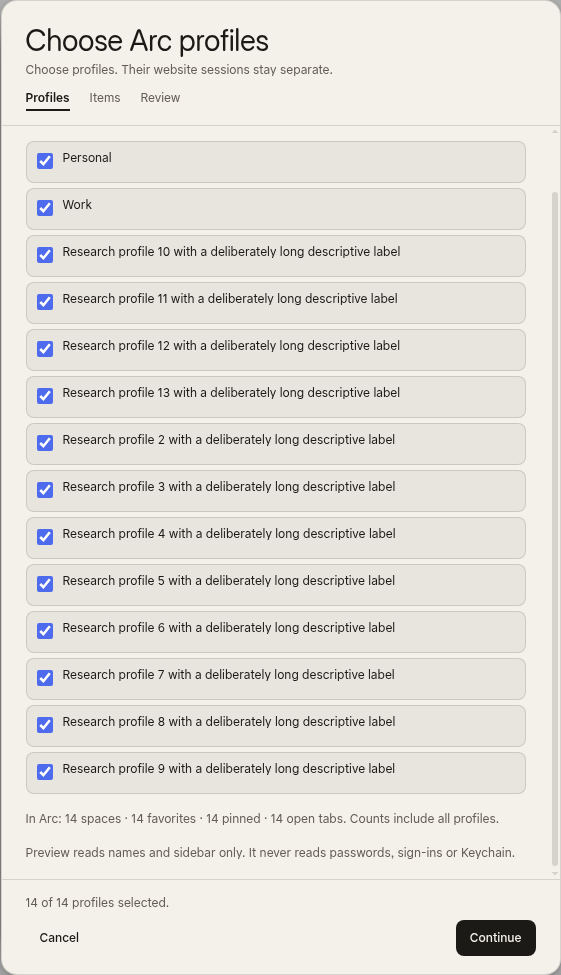 Choose Arc profiles
Choose profiles. Their website sessions stay separate.
Profiles Items Review
Personal
Work
Research profile 10 with a deliberately long descriptive label
Research profile 11 with a deliberately long descriptive label
Research profile 12 with a deliberately long descriptive label
Research profile 13 with a deliberately long descriptive label
Research profile 2 with a deliberately long descriptive label
Research profile 3 with a deliberately long descriptive label
Research profile 4 with a deliberately long descriptive label
Research profile 5 with a deliberately long descriptive label
Research profile 6 with a deliberately long descriptive label
Research profile 7 with a deliberately long descriptive label
Research profile 8 with a deliberately long descriptive label
Research profile 9 with a deliberately long descriptive label
In Arc: 14 spaces · 14 favorites · 14 pinned · 14 open tabs. Counts include all profiles.
Preview reads names and sidebar only. It never reads passwords, sign-ins or Keychain.
14 of 14 profiles selected.
Cancel Continue